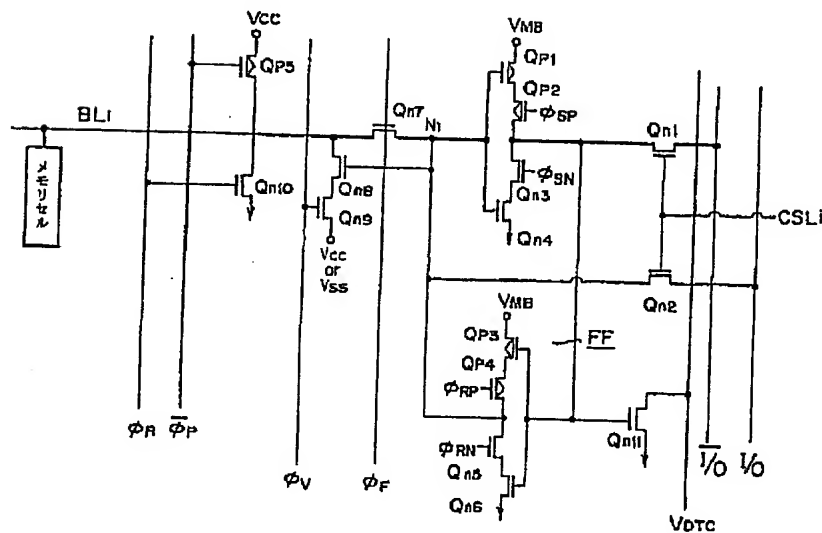 VCC
QP5
BLi
メモリセル
Qn10
φR
φ̅P
Qn7
N1
Qn8
Qn9
VCC
or
VSS
φV
φF
VMB
QP1
QP2
φSP
φSN
Qn3
Qn4
Qn1
CSLi
Qn2
VMB
QP3
QP4
φRP
FF
φRN
Qn5
Qn6
Qn11
I̅/̅O̅
I/O
VDTC